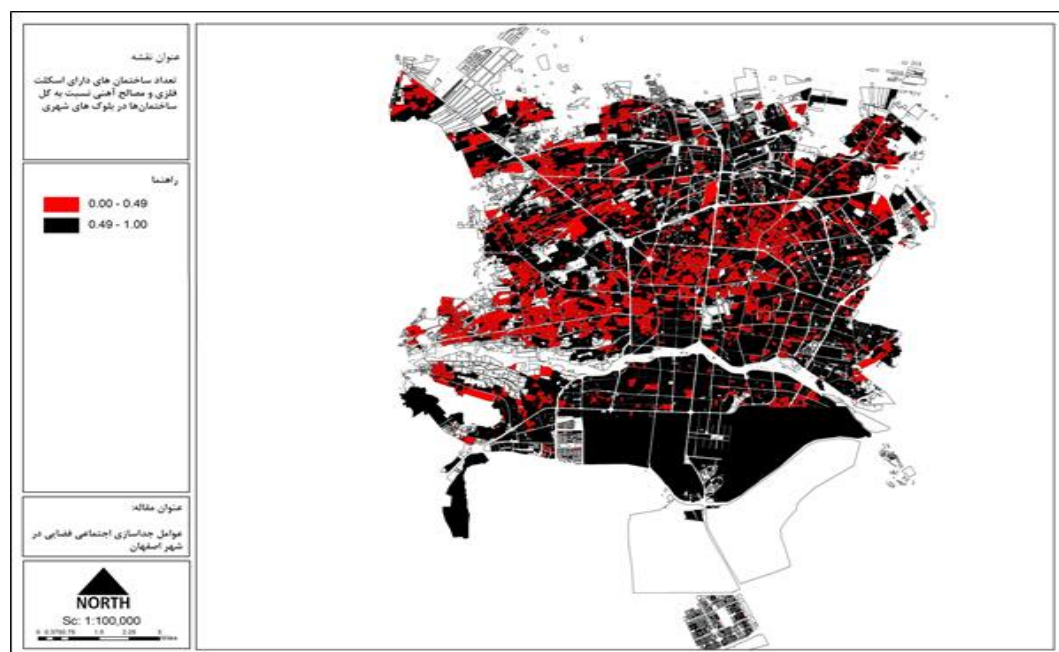 عنوان نقشه
تعداد ساختمان های دارای اسکلت
فلزی و مصالح آهنی نسبت به کل
ساختمان‌ها در بلوک های شهری
راهنما
0.00 - 0.49
0.49 - 1.00
عنوان مقاله:
عوامل جداسازی اجتماعی فضایی در
شهر اصفهان
NORTH
Sc: 1:100,000